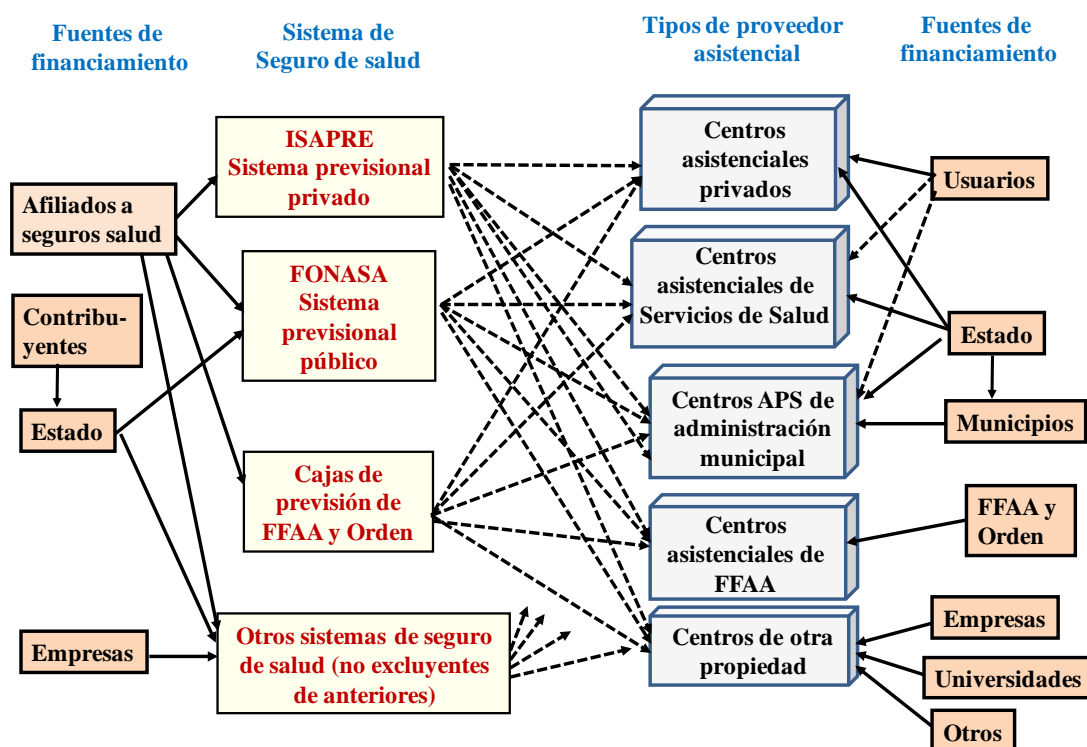 Fuentes de
financiamiento
Sistema de
Seguro de salud
Tipos de proveedor
asistencial
Fuentes de
financiamiento
Afiliados a
seguros salud
Contribu-
yentes
Estado
Empresas
ISAPRE
Sistema previsional
privado
FONASA
Sistema
previsional
público
Cajas de
previsión de
FFAA y Orden
Otros sistemas de seguro
de salud (no excluyentes
de anteriores)
Centros
asistenciales
privados
Centros
asistenciales de
Servicios de Salud
Centros APS de
administración
municipal
Centros
asistenciales de
FFAA
Centros de otra
propiedad
Usuarios
Estado
Municipios
FFAA y
Orden
Empresas
Universidades
Otros